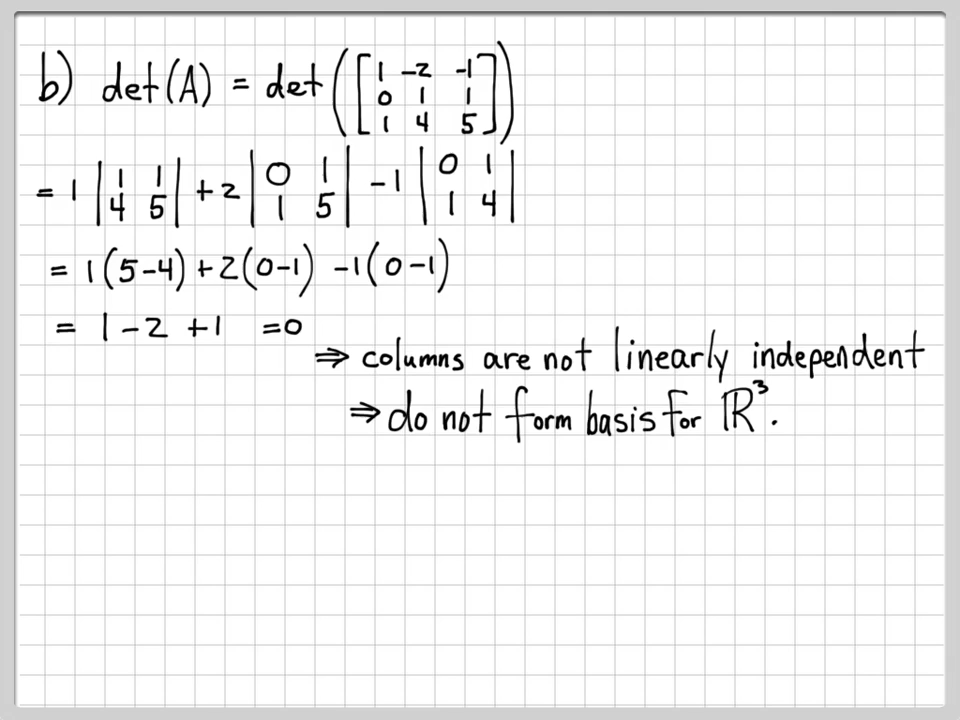 b) det(A) = det([1 -2 -1
0 1 1
1 4 5])
= 1 |1 1
4 5| +2 |0 1
1 5| -1 |0 1
1 4|
= 1(5-4) +2(0-1) -1(0-1)
= 1-2 +1 =0
⇒ columns are not linearly independent
⇒ do not form basis for ℝ³.